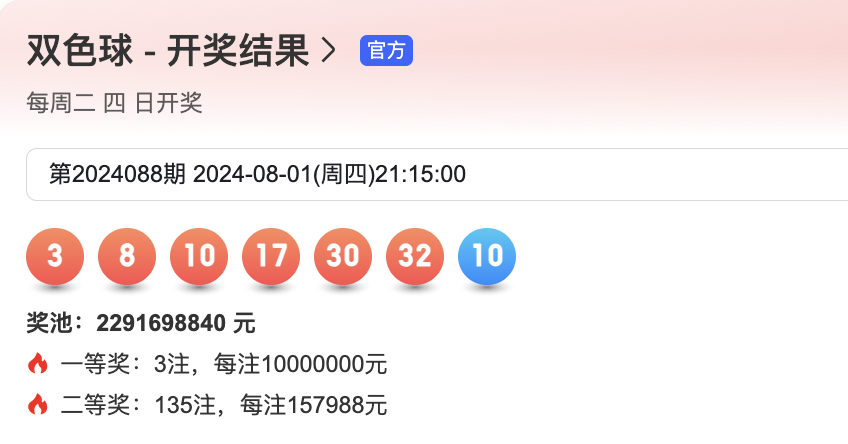 双色球 - 开奖结果 > 官方
每周二 四 日开奖
第2024088期 2024-08-01(周四)21:15:00
3 8 10 17 30 32 10
奖池：2291698840 元
一等奖：3注，每注10000000元
二等奖：135注，每注157988元